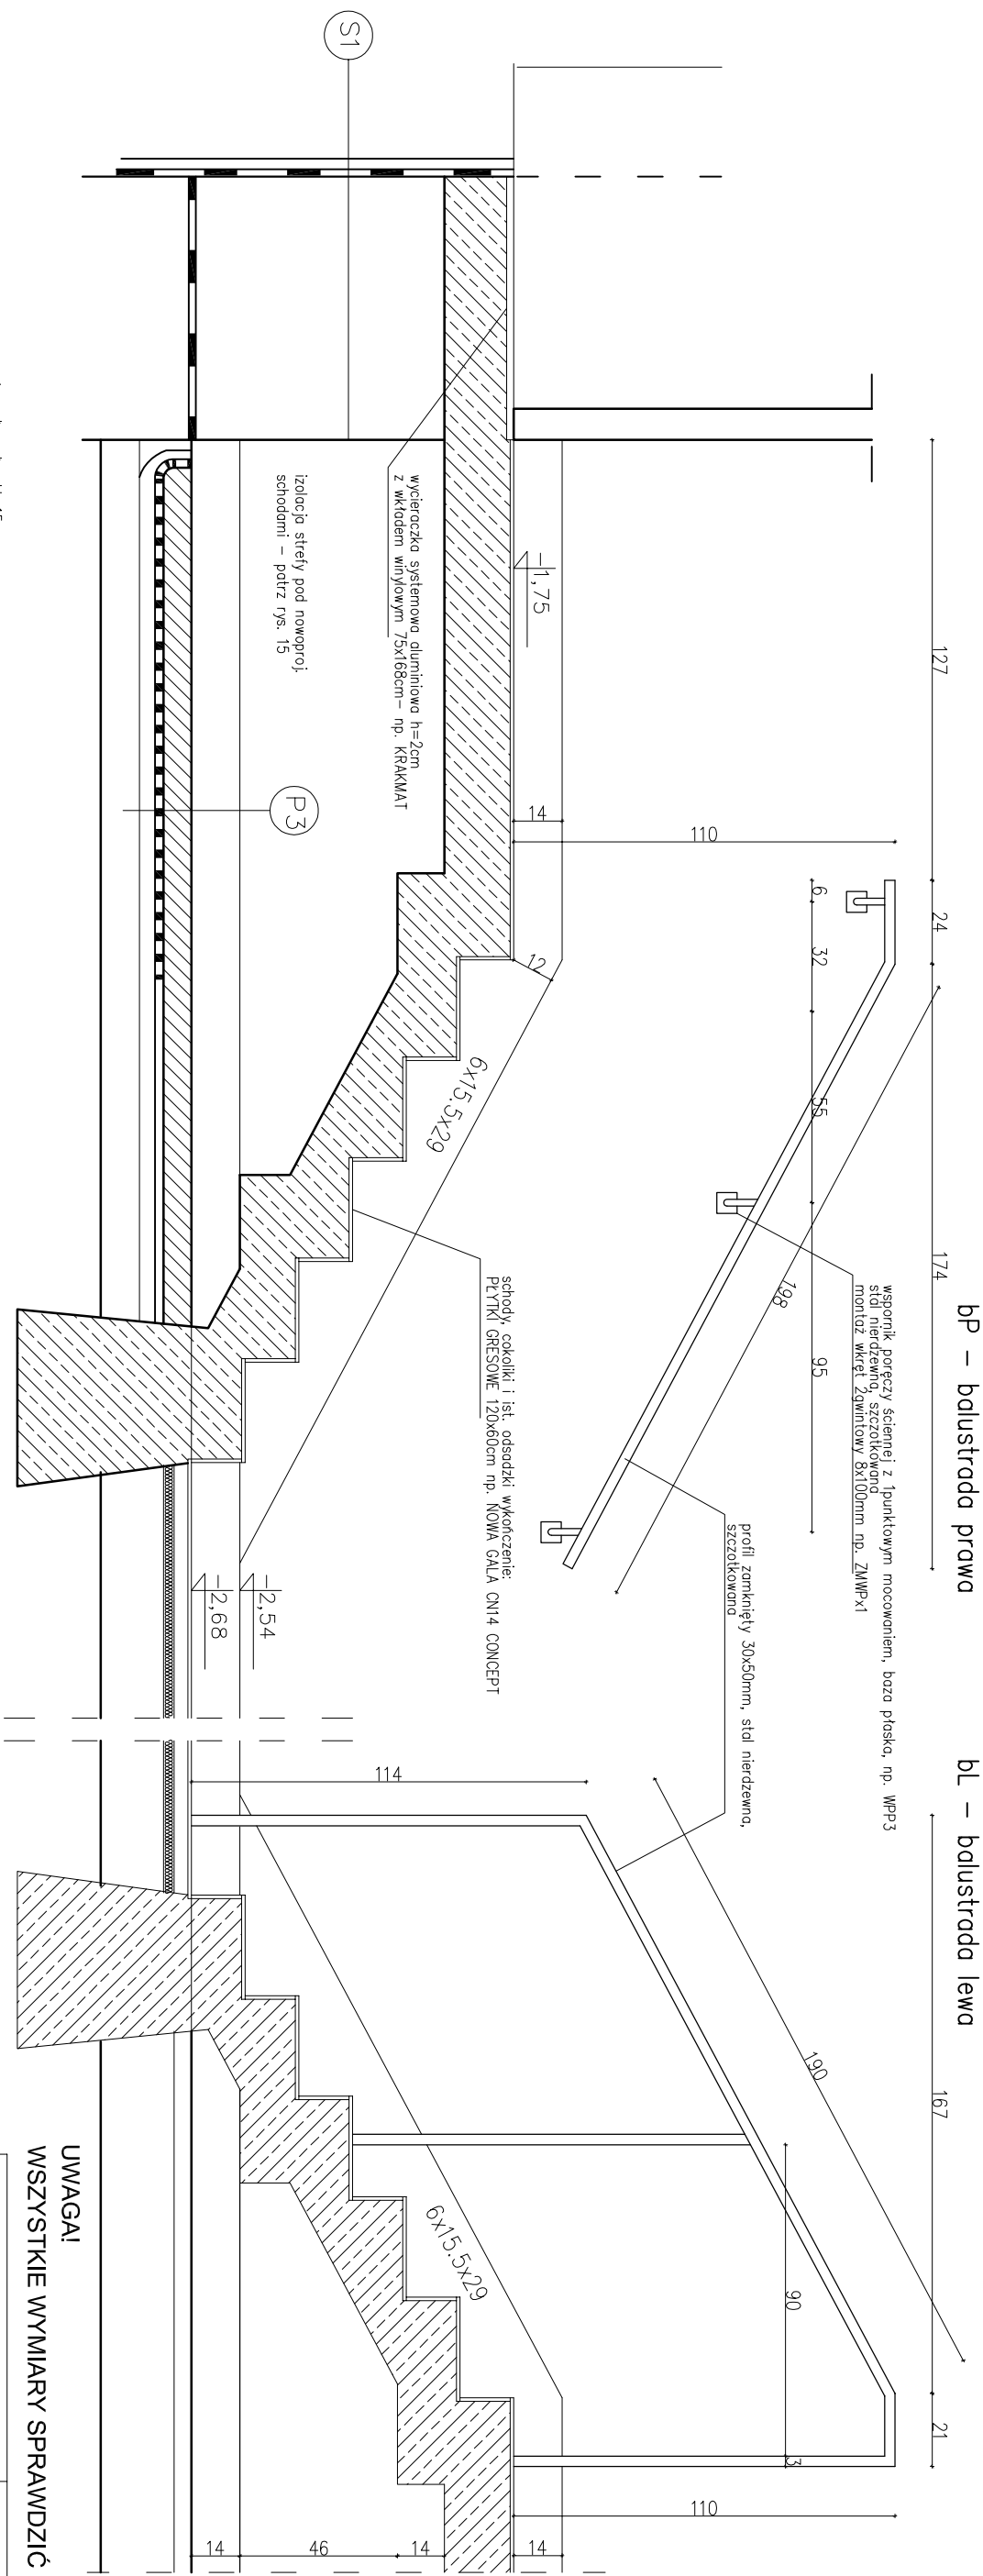 bP – balustrada prawa
bL – balustrada lewa
127
24
174
167
21
110
14
6
32
55
95
198
12
6x15.5x29
-1,75
wspornik poręczy ściennej z 1punktowym mocowaniem, baza płaska, np. WPP3
stal nierdzewna, szczotkowana
montaż wkręt 2gwintowy 8x100mm np. ZMWPx1
profil zamknięty 30x50mm, stal nierdzewna,
szczotkowana
schody, cokoliki i ist. odsadzki wykończenie:
PŁYTKI GRESOWE 120x60cm np. NOWA GALA CN14 CONCEPT
wycieraczka systemowa aluminiowa h=2cm
z wkładem winylowym 75x168cm– np. KRAKMAT
izolacja strefy pod nowoproj.
schodami – patrz rys. 15
S1
P3
-2,54
-2,68
114
190
90
3
110
6x15.5x29
14
46
14
14
UWAGA!
WSZYSTKIE WYMIARY SPRAWDZIĆ